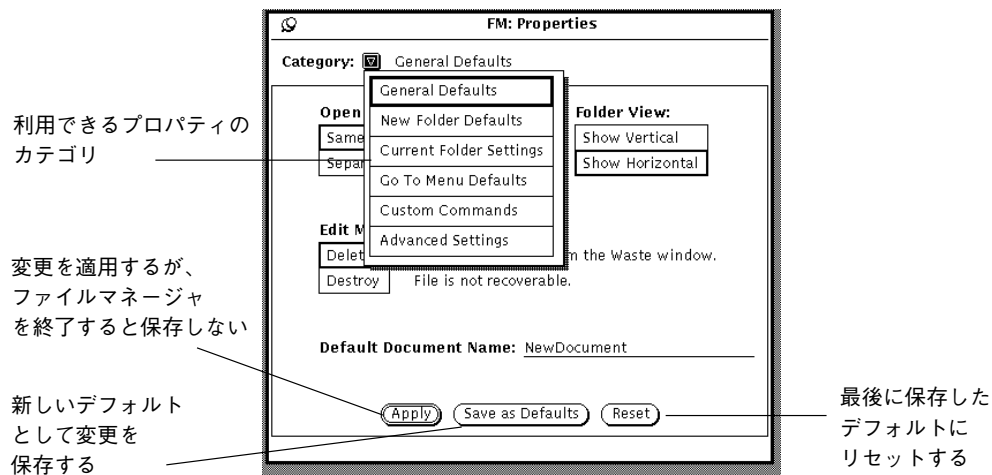 FM: Properties
Category: General Defaults
General Defaults
New Folder Defaults
Current Folder Settings
Go To Menu Defaults
Custom Commands
Advanced Settings
Open
Same
Separ
Folder View:
Show Vertical
Show Horizontal
Edit M
Delet
m the Waste window.
Destroy File is not recoverable.
Default Document Name: NewDocument
Apply Save as Defaults Reset
利用できるプロパティの
カテゴリ
変更を適用するが、
ファイルマネージャ
を終了すると保存しない
新しいデフォルト
として変更を
保存する
最後に保存した
デフォルトに
リセットする